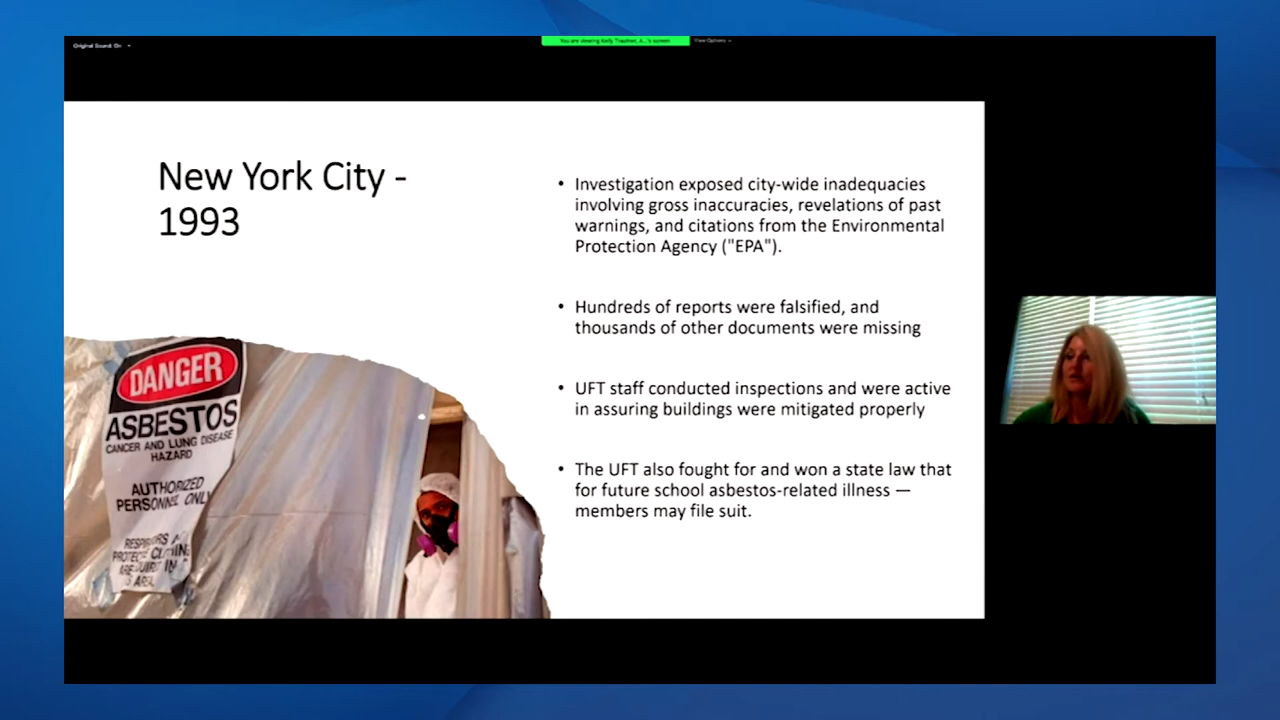 Original Sound: On
You are viewing Kelly Trautner, A...'s screen
View Options
New York City -
1993
• Investigation exposed city-wide inadequacies
involving gross inaccuracies, revelations of past
warnings, and citations from the Environmental
Protection Agency ("EPA").
• Hundreds of reports were falsified, and
thousands of other documents were missing
• UFT staff conducted inspections and were active
in assuring buildings were mitigated properly
• The UFT also fought for and won a state law that
for future school asbestos-related illness —
members may file suit.
DANGER
ASBESTOS
CANCER AND LUNG DISEASE
HAZARD
AUTHORIZED
PERSONNEL ONLY